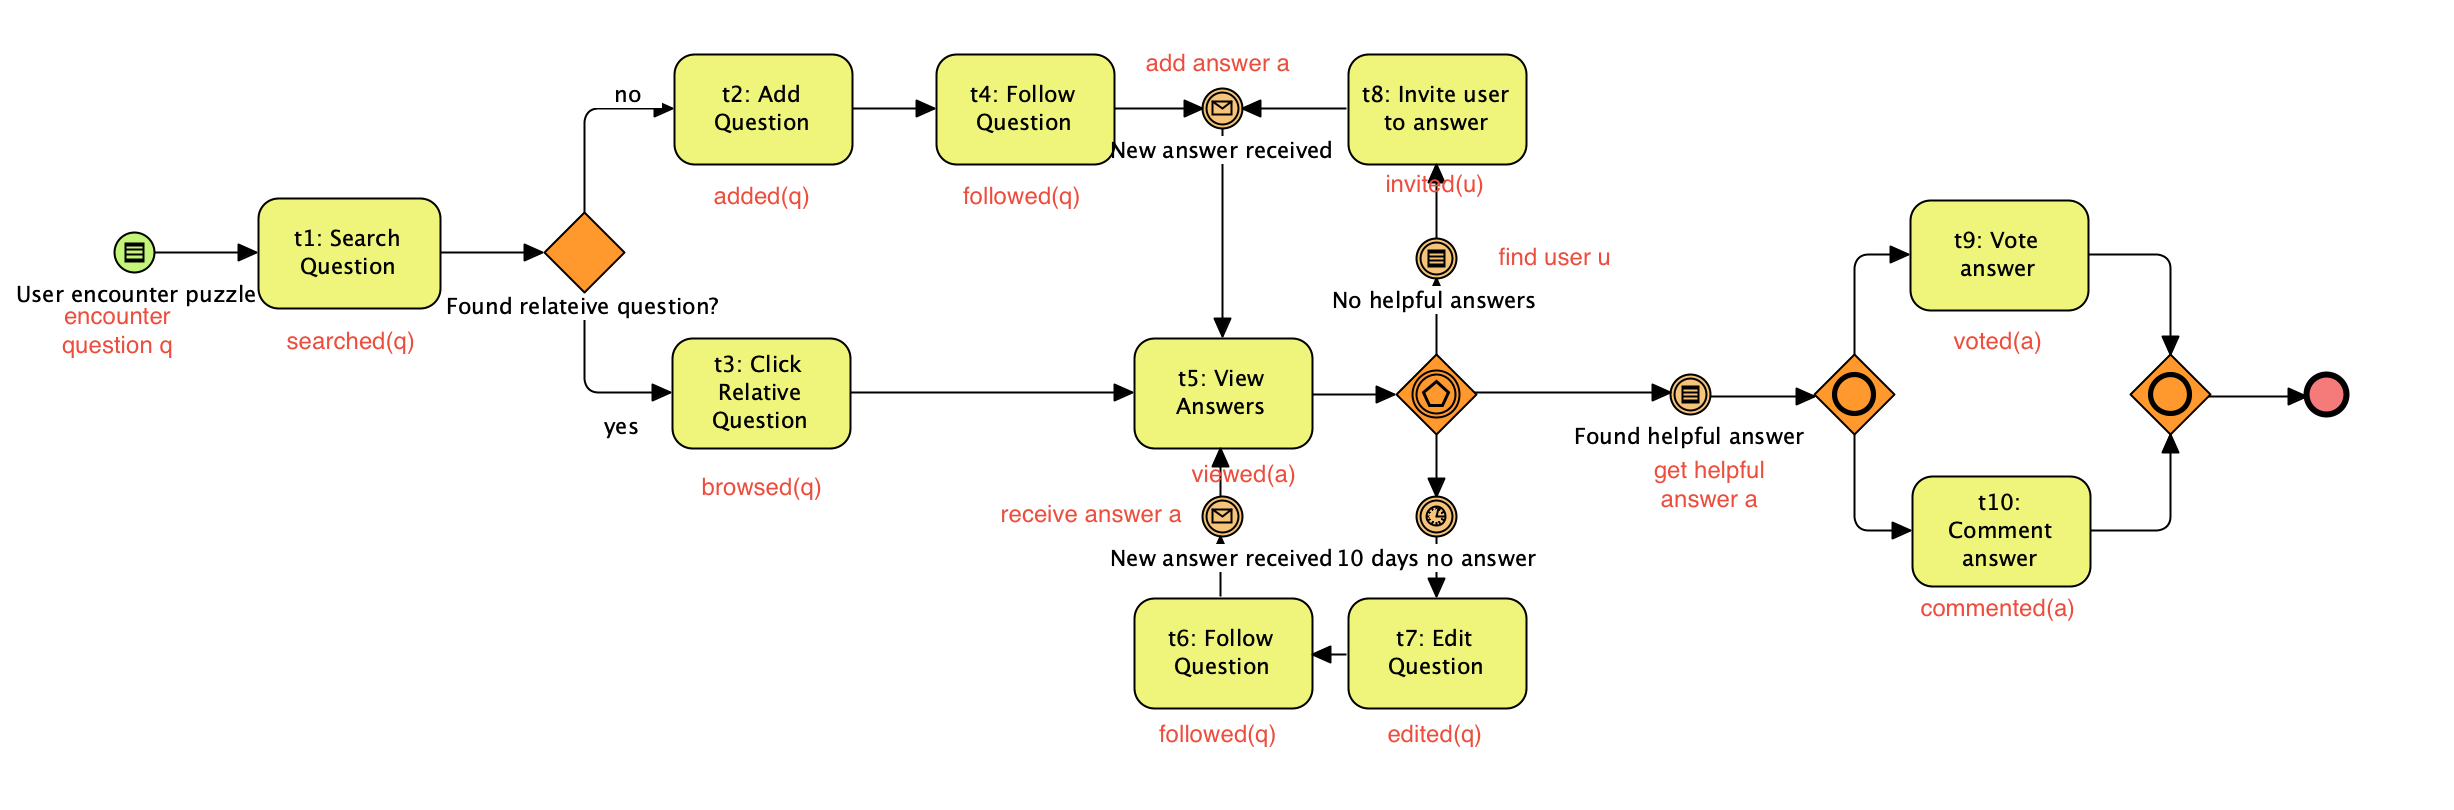 no
t2: Add
Question
added(q)
t4: Follow
Question
followed(q)
add answer a
New answer received
t8: Invite user
to answer
invited(u)
User encounter puzzle
encounter
question q
t1: Search
Question
searched(q)
Found relateive question?
yes
t3: Click
Relative
Question
browsed(q)
t5: View
Answers
viewed(a)
find user u
No helpful answers
receive answer a
New answer received
10 days no answer
t6: Follow
Question
followed(q)
t7: Edit
Question
edited(q)
Found helpful answer
get helpful
answer a
t9: Vote
answer
voted(a)
t10:
Comment
answer
commented(a)